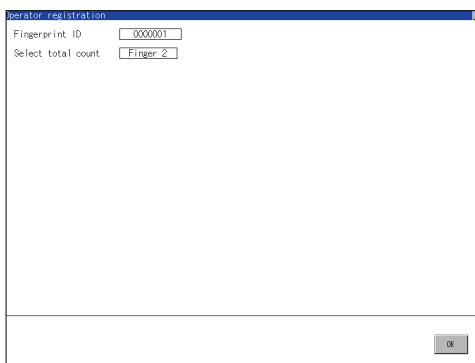 Operator registration
Fingerprint ID 0000001
Select total count Finger 2
OK